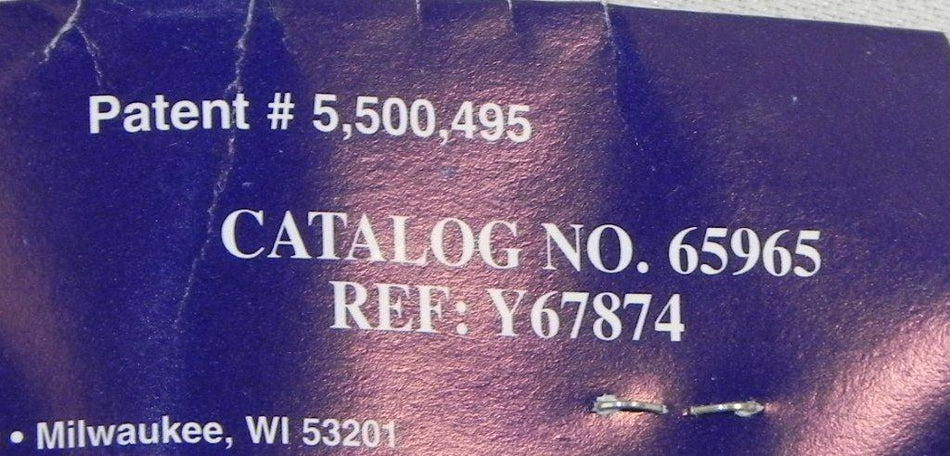 Patent # 5,500,495
CATALOG NO. 65965
REF: Y67874
• Milwaukee, WI 53201